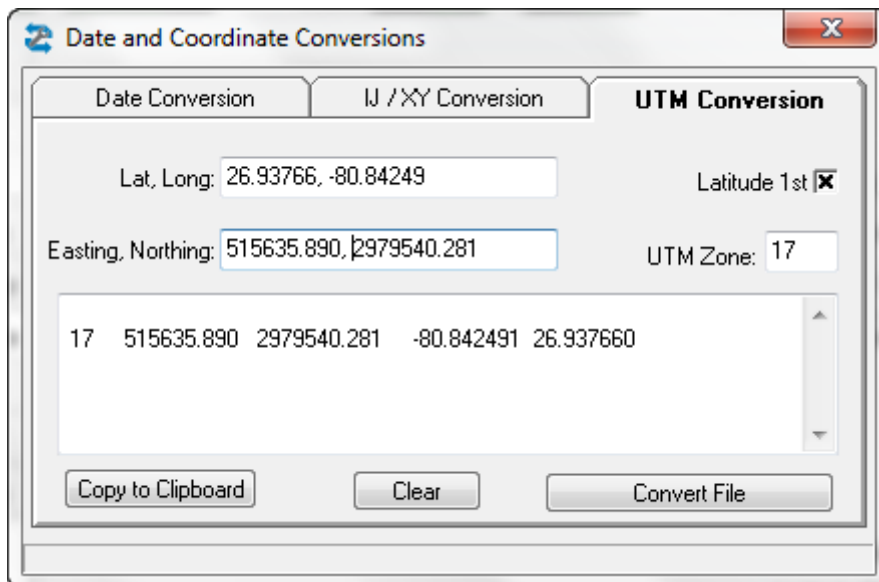 Date and Coordinate Conversions
Date Conversion IJ / XY Conversion UTM Conversion
Lat, Long: 26.93766, -80.84249 Latitude 1st
Easting, Northing: 515635.890, 2979540.281 UTM Zone: 17
17 515635.890 2979540.281 -80.842491 26.937660
Copy to Clipboard Clear Convert File